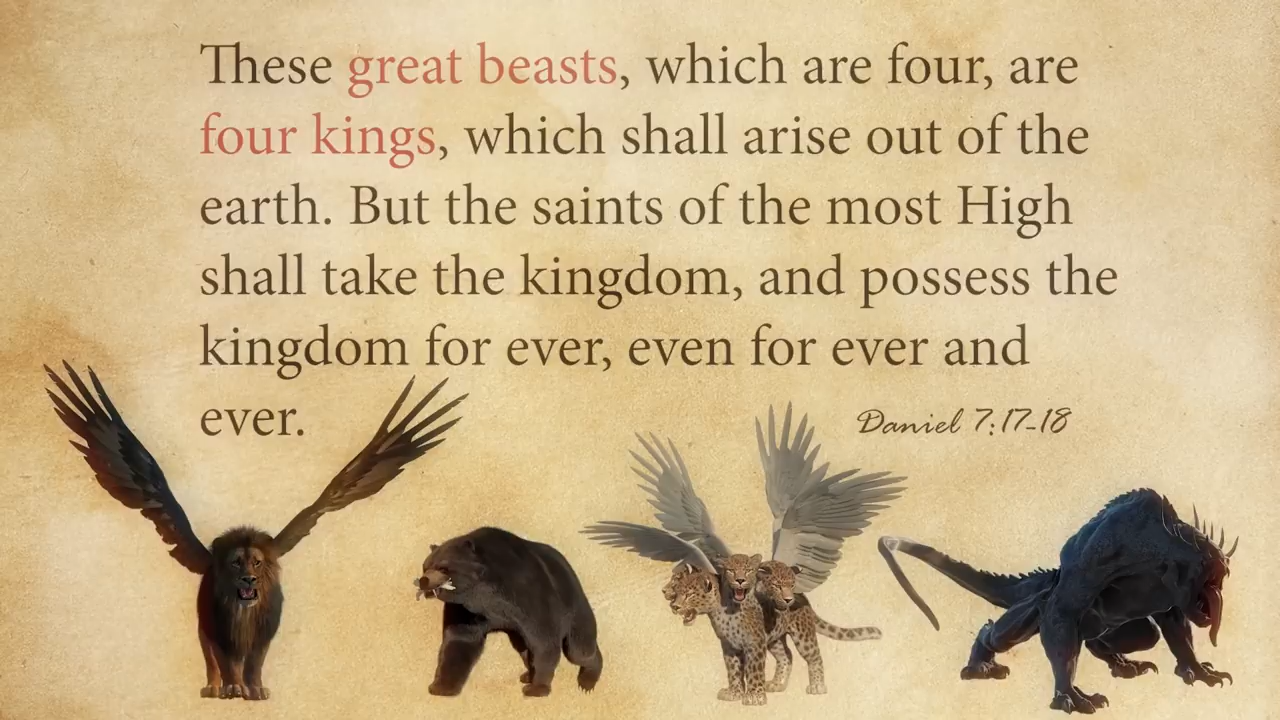 These great beasts, which are four, are
four kings, which shall arise out of the
earth. But the saints of the most High
shall take the kingdom, and possess the
kingdom for ever, even for ever and
ever.
Daniel 7:17-18